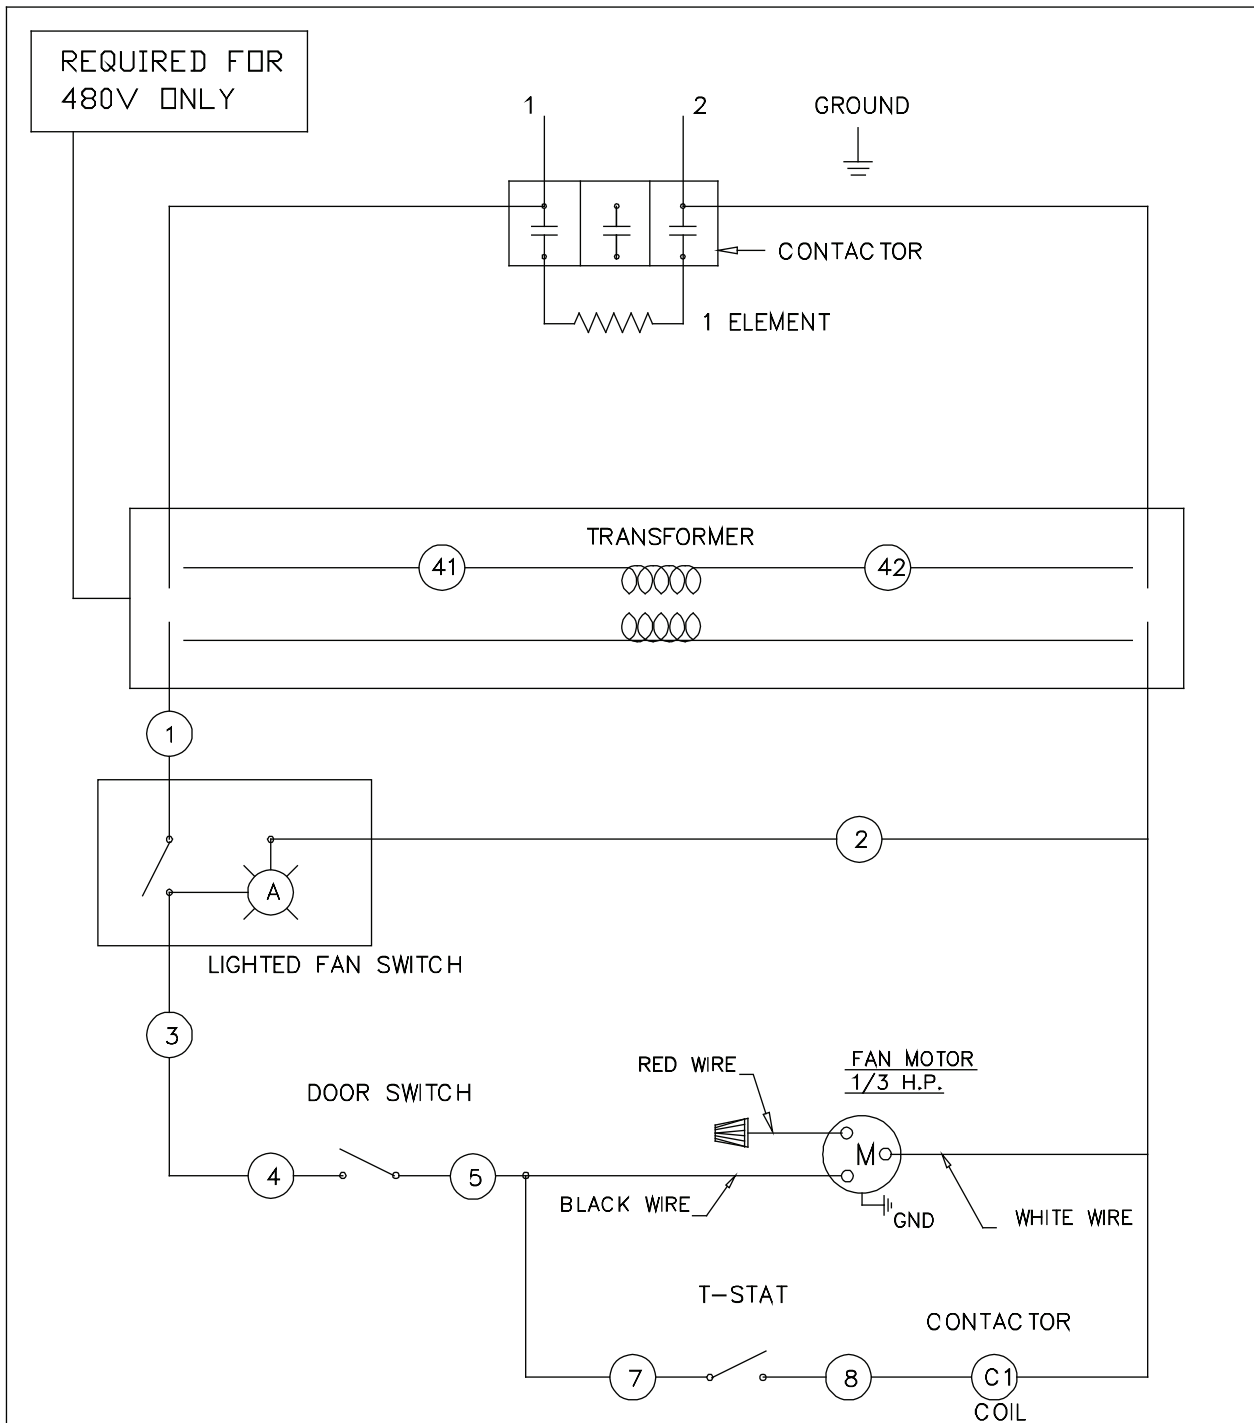 REQUIRED FOR
480V ONLY
1
2
GROUND
CONTACTOR
1 ELEMENT
TRANSFORMER
41
42
1
2
A
LIGHTED FAN SWITCH
3
RED WIRE
FAN MOTOR
1/3 H.P.
DOOR SWITCH
M
4
5
BLACK WIRE
GND
WHITE WIRE
T-STAT
CONTACTOR
7
8
C1
COIL